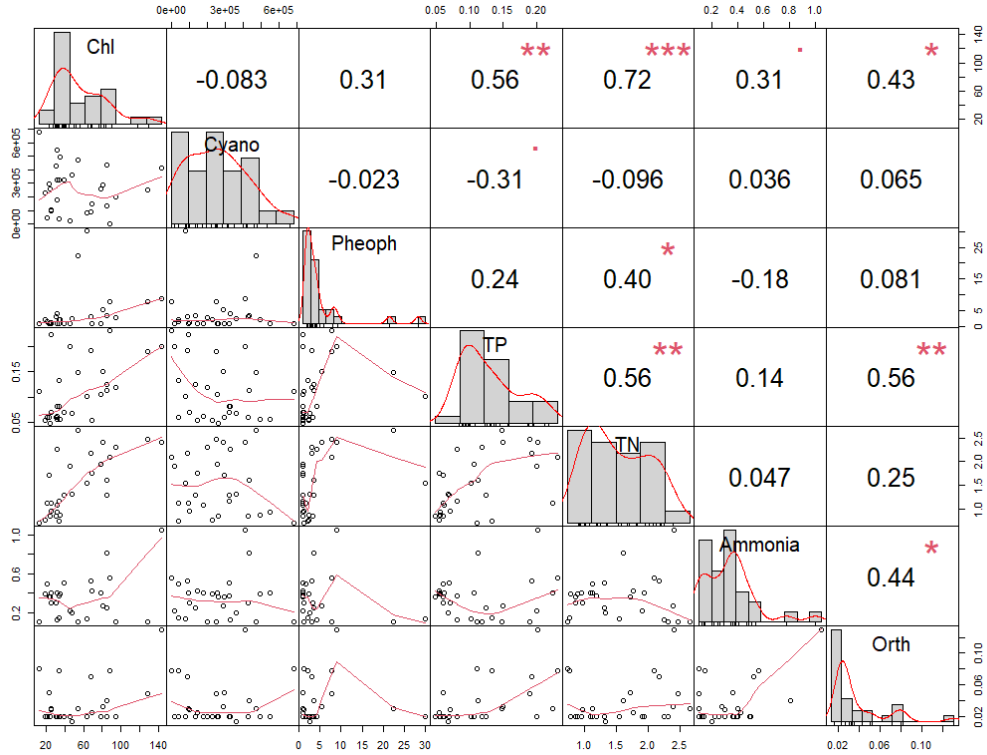 0e+00 3e+05 6e+05 0.05 0.10 0.15 0.20 0.2 0.4 0.6 0.8 1.0
Chl -0.083 0.31 ** 0.56 *** 0.72 . 0.31 * 0.43 20 60 100 140
0e+00 3e+05 6e+05 Cyano -0.023 . -0.31 -0.096 0.036 0.065
Pheoph 0.24 * 0.40 -0.18 0.081 0 5 15 25
0.05 0.15 TP ** 0.56 0.14 ** 0.56
TN 0.047 0.25 1.0 1.5 2.0 2.5
0.2 0.6 1.0 Ammonia * 0.44
Orth 0.02 0.06 0.10
20 60 100 140 0 5 10 15 20 25 30 1.0 1.5 2.0 2.5 0.02 0.06 0.10